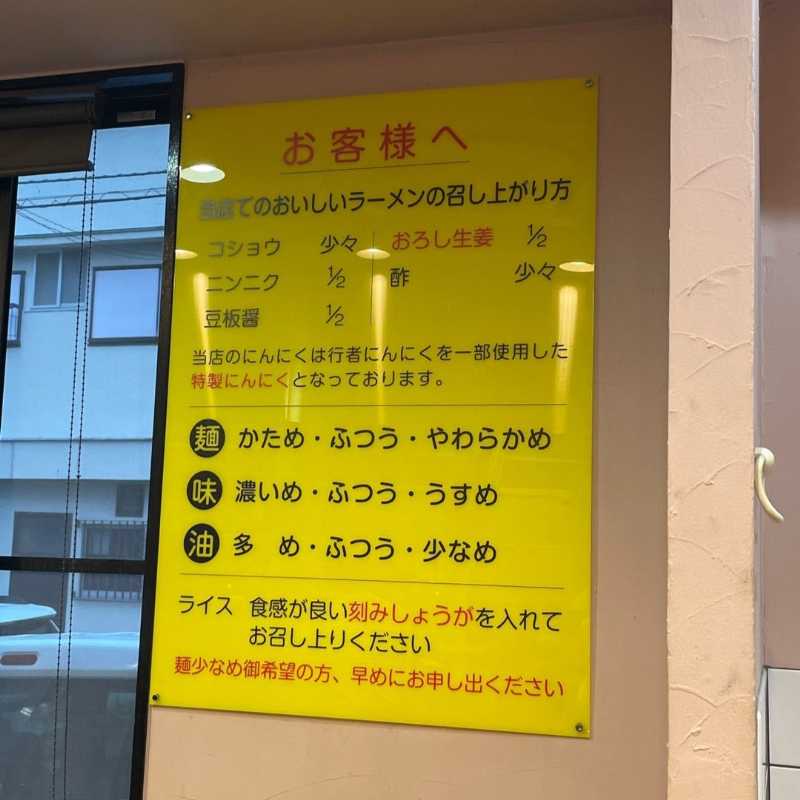 お客様へ
当店でのおいしいラーメンの召し上がり方
コショウ 少々 おろし生姜 1/2
ニンニク 1/2 酢 少々
豆板醤 1/2
当店のにんにくは行者にんにくを一部使用した
特製にんにくとなっております。
麺 かため・ふつう・やわらかめ
味 濃いめ・ふつう・うすめ
油 多 め・ふつう・少なめ
ライス 食感が良い刻みしょうがを入れて
お召し上りください
麺少なめ御希望の方、早めにお申し出ください